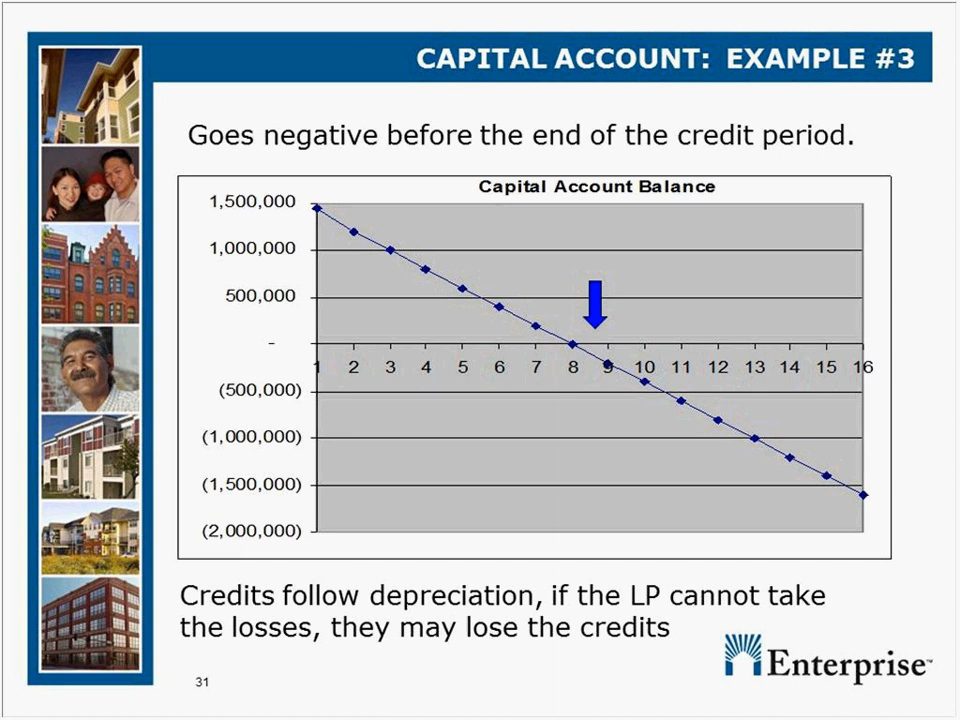 CAPITAL ACCOUNT: EXAMPLE #3
Goes negative before the end of the credit period.
Capital Account Balance
1,500,000
1,000,000
500,000
-
1 2 3 4 5 6 7 8 9 10 11 12 13 14 15 16
(500,000)
(1,000,000)
(1,500,000)
(2,000,000)
Credits follow depreciation, if the LP cannot take
the losses, they may lose the credits
Enterprise™
31